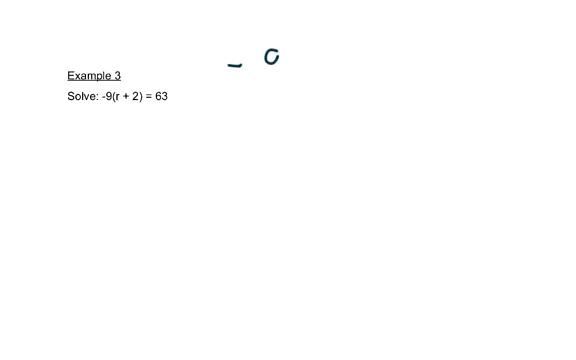 Example 3
Solve: -9(r + 2) = 63